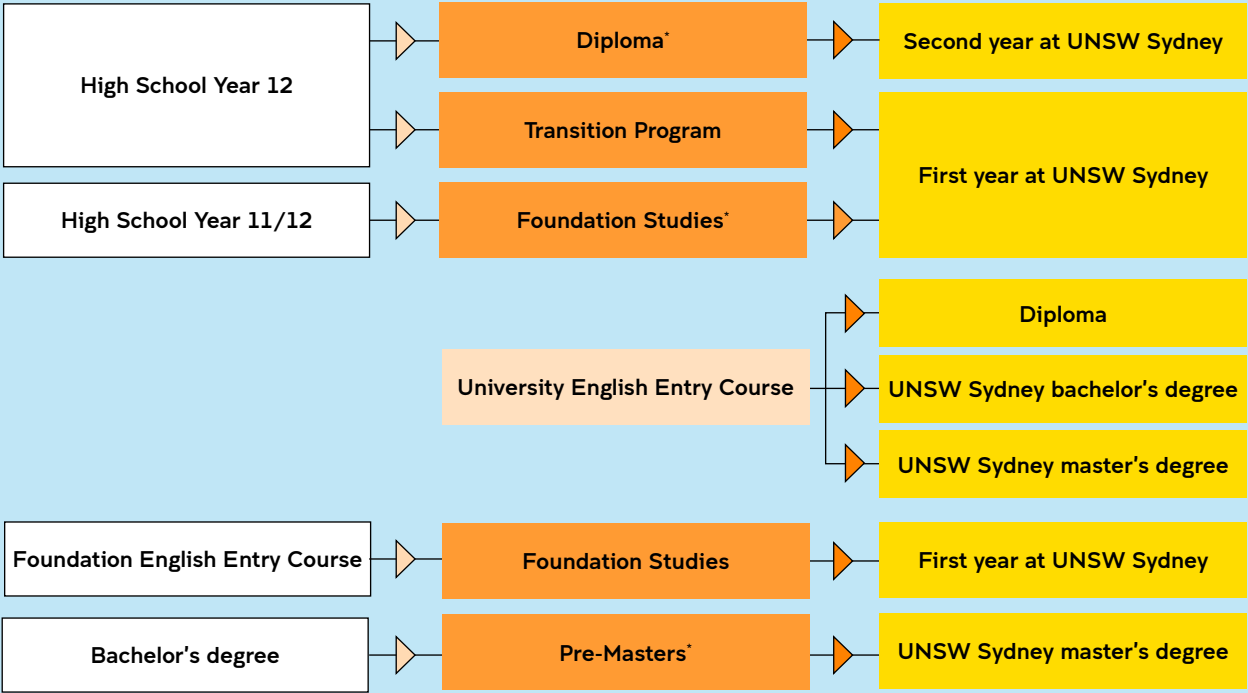 High School Year 12
Diploma*
Second year at UNSW Sydney
Transition Program
First year at UNSW Sydney
High School Year 11/12
Foundation Studies*
University English Entry Course
Diploma
UNSW Sydney bachelor's degree
UNSW Sydney master's degree
Foundation English Entry Course
Foundation Studies
First year at UNSW Sydney
Bachelor's degree
Pre-Masters*
UNSW Sydney master's degree